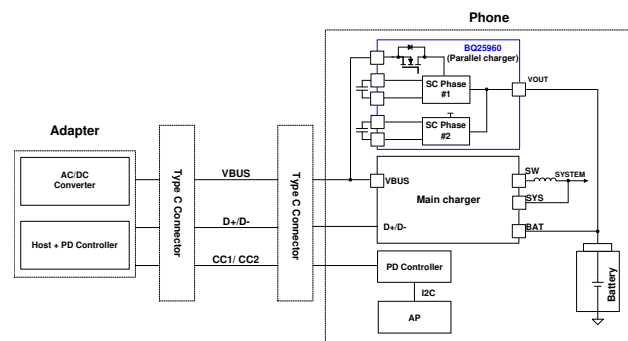 Phone
BQ25960
(Parallel charger)
SC Phase
#1
VOUT
SC Phase
#2
Adapter
AC/DC
Converter
Host + PD Controller
Type C Connector
VBUS
D+/D-
CC1/ CC2
Type C Connector
VBUS
Main charger
D+/D-
SW
SYSTEM
SYS
BAT
PD Controller
I2C
AP
Battery